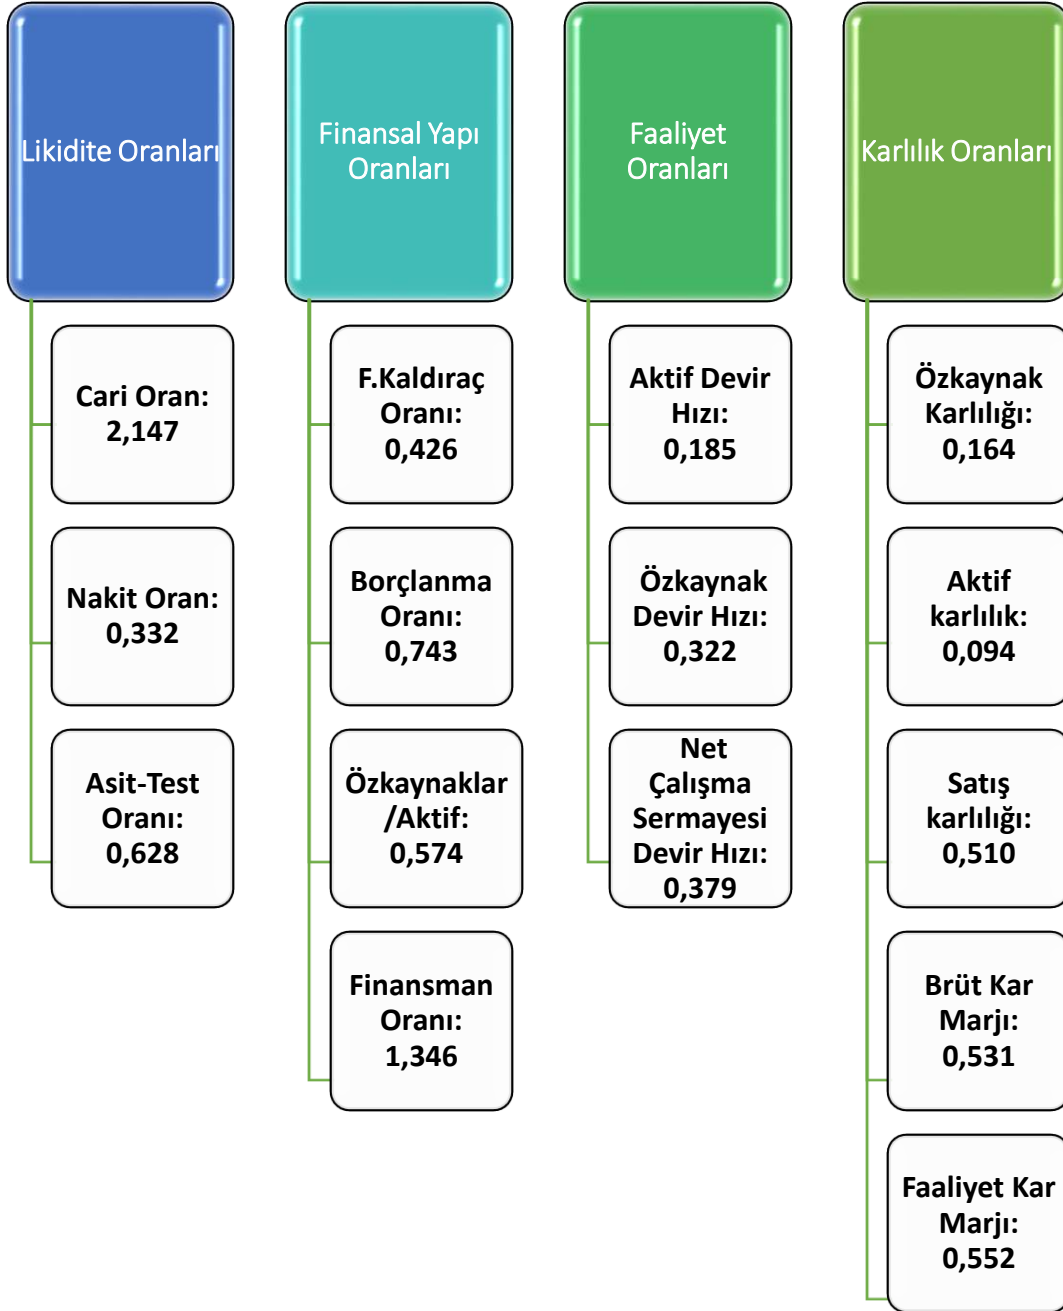 Likidite Oranları
Cari Oran:
2,147
Nakit Oran:
0,332
Asit-Test
Oranı:
0,628
Finansal Yapı
Oranları
F.Kaldıraç
Oranı:
0,426
Borçlanma
Oranı:
0,743
Özkaynaklar
/Aktif:
0,574
Finansman
Oranı:
1,346
Faaliyet
Oranları
Aktif Devir
Hızı:
0,185
Özkaynak
Devir Hızı:
0,322
Net
Çalışma
Sermayesi
Devir Hızı:
0,379
Karlılık Oranları
Özkaynak
Karlılığı:
0,164
Aktif
karlılık:
0,094
Satış
karlılığı:
0,510
Brüt Kar
Marjı:
0,531
Faaliyet Kar
Marjı:
0,552